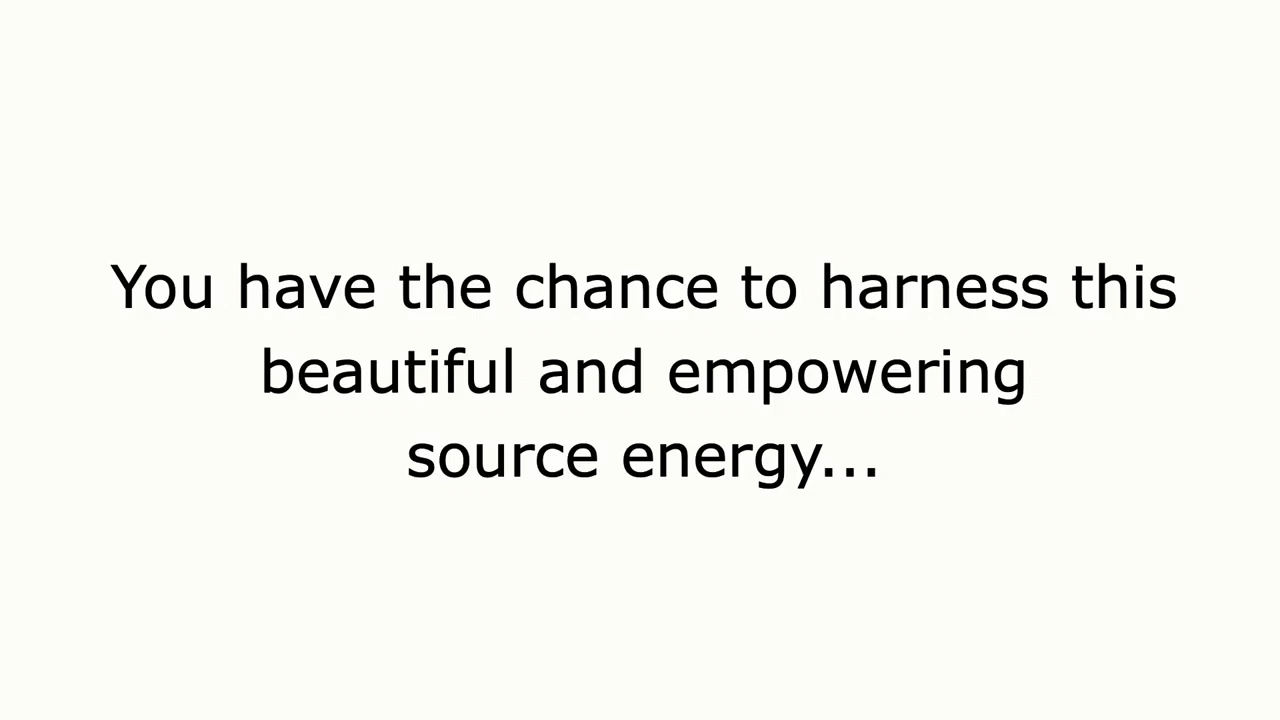 You have the chance to harness this
beautiful and empowering
source energy...